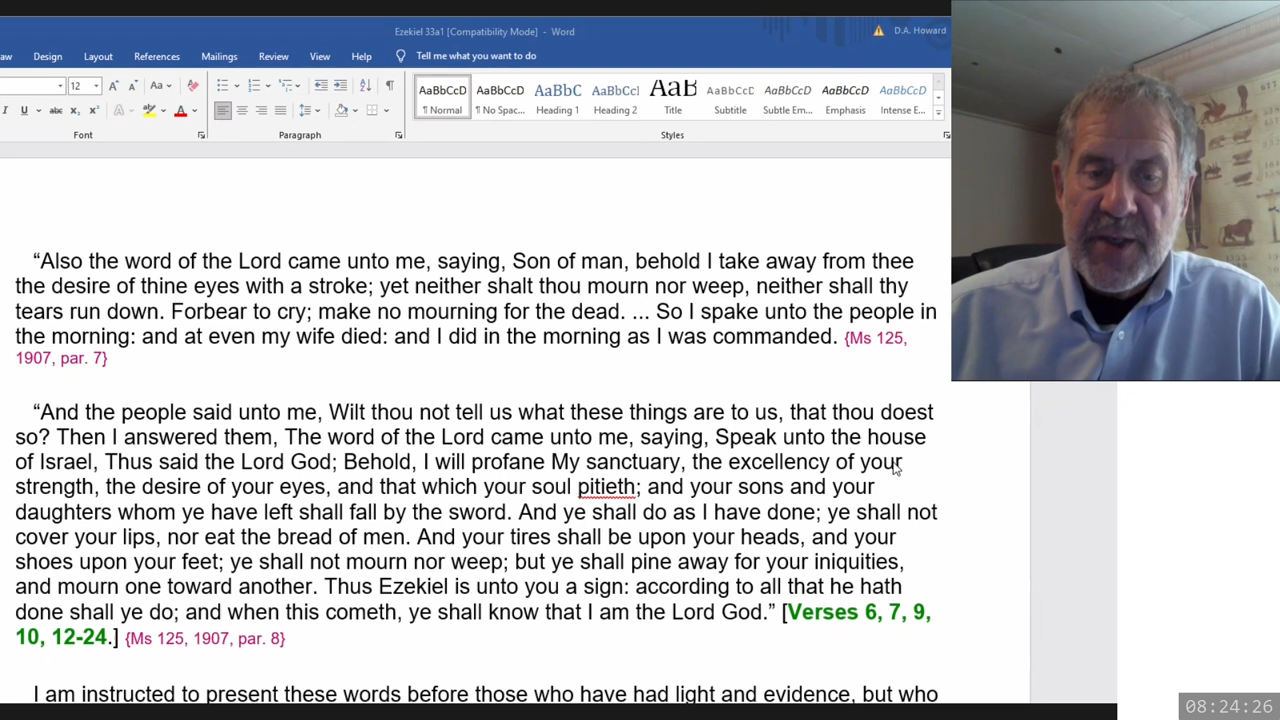 Ezekiel 33a1 [Compatibility Mode] - Word
D.A. Howard
aw Design Layout References Mailings Review View Help Tell me what you want to do
12 Aa
AaBbCcD AaBbCcD AaBbC AaBbCcD AaB AaBbCcD AaBbCcD AaBbCcD AaBbCcD
¶ Normal ¶ No Spac... Heading 1 Heading 2 Title Subtitle Subtle Em... Emphasis Intense E...
Font Paragraph Styles
“Also the word of the Lord came unto me, saying, Son of man, behold I take away from thee
the desire of thine eyes with a stroke; yet neither shalt thou mourn nor weep, neither shall thy
tears run down. Forbear to cry; make no mourning for the dead. ... So I spake unto the people in
the morning: and at even my wife died: and I did in the morning as I was commanded. {Ms 125,
1907, par. 7}
“And the people said unto me, Wilt thou not tell us what these things are to us, that thou doest
so? Then I answered them, The word of the Lord came unto me, saying, Speak unto the house
of Israel, Thus said the Lord God; Behold, I will profane My sanctuary, the excellency of your
strength, the desire of your eyes, and that which your soul pitieth; and your sons and your
daughters whom ye have left shall fall by the sword. And ye shall do as I have done; ye shall not
cover your lips, nor eat the bread of men. And your tires shall be upon your heads, and your
shoes upon your feet; ye shall not mourn nor weep; but ye shall pine away for your iniquities,
and mourn one toward another. Thus Ezekiel is unto you a sign: according to all that he hath
done shall ye do; and when this cometh, ye shall know that I am the Lord God.” [Verses 6, 7, 9,
10, 12-24.] {Ms 125, 1907, par. 8}
I am instructed to present these words before those who have had light and evidence, but who
08:24:26